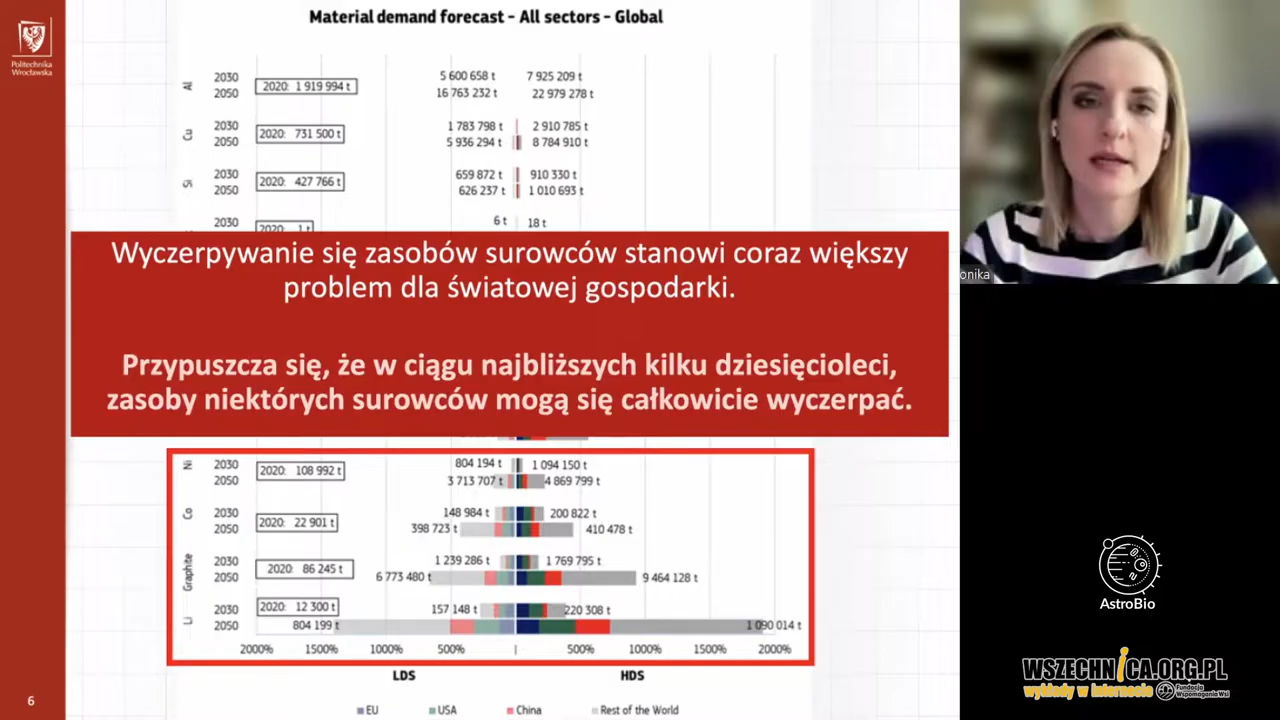 Material demand forecast - All sectors - Global
Politechnika
Wrocławska
Al
2030 5 600 658 t 7 925 209 t
2020: 1 919 994 t
2050 16 763 232 t 22 979 278 t
Cu
2030 1 783 798 t 2 910 785 t
2020: 731 500 t
2050 5 936 294 t 8 784 910 t
Si
2030 659 872 t 910 330 t
2020: 427 766 t
2050 626 237 t 1 010 693 t
2030 6 t 18 t
2020: 1 t
Wyczerpywanie się zasobów surowców stanowi coraz większy
problem dla światowej gospodarki.
Przypuszcza się, że w ciągu najbliższych kilku dziesięcioleci,
zasoby niektórych surowców mogą się całkowicie wyczerpać.
Ni
2030 804 194 t 1 094 150 t
2020: 108 992 t
2050 3 713 707 t 4 869 799 t
Co
2030 148 984 t 200 822 t
2020: 22 901 t
2050 398 723 t 410 478 t
Graphite
2030 1 239 286 t 1 769 795 t
2020: 86 245 t
2050 6 773 480 t 9 464 128 t
Li
2030 157 148 t 220 308 t
2020: 12 300 t
2050 804 199 t 1 090 014 t
2000% 1500% 1000% 500% | 500% 1000% 1500% 2000%
LDS HDS
EU USA China Rest of the World
6
onika
AstroBio
WSZECHNICA.ORG.PL
wykłady w internecie
Fundacja
Wspomagania Wsi